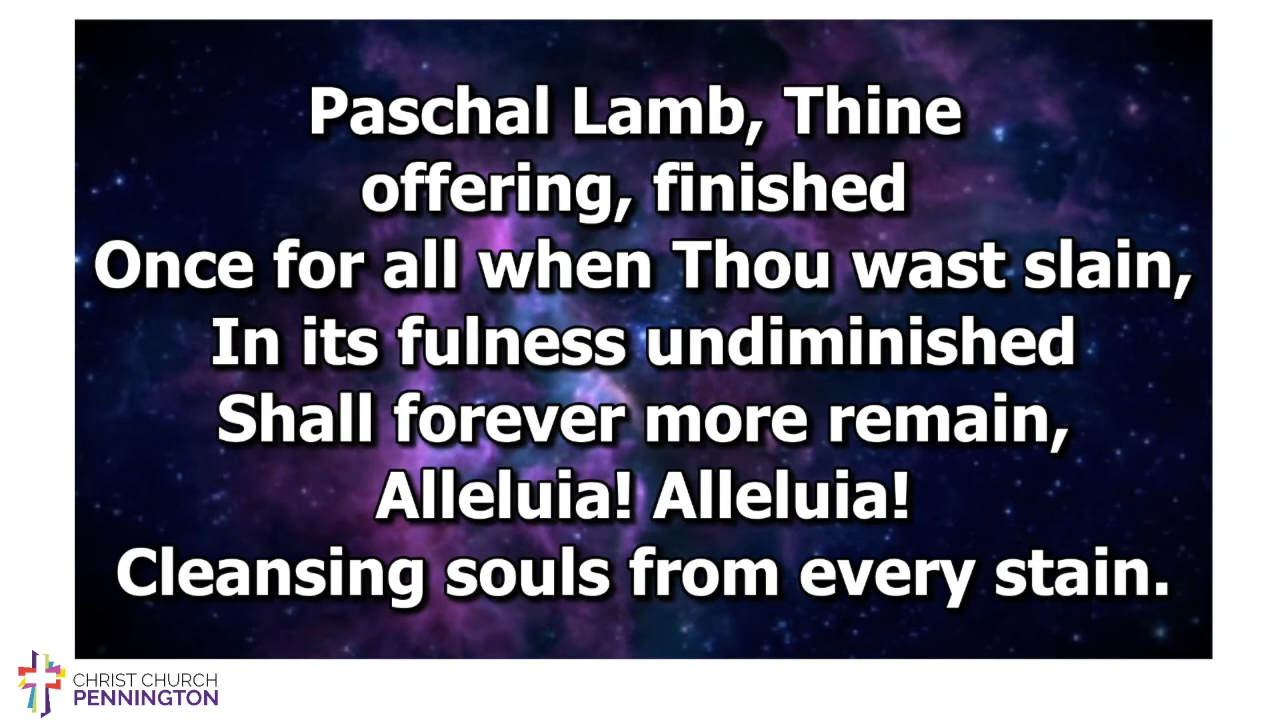 Paschal Lamb, Thine
offering, finished
Once for all when Thou wast slain,
In its fulness undiminished
Shall forever more remain,
Alleluia! Alleluia!
Cleansing souls from every stain.
CHRIST CHURCH
PENNINGTON